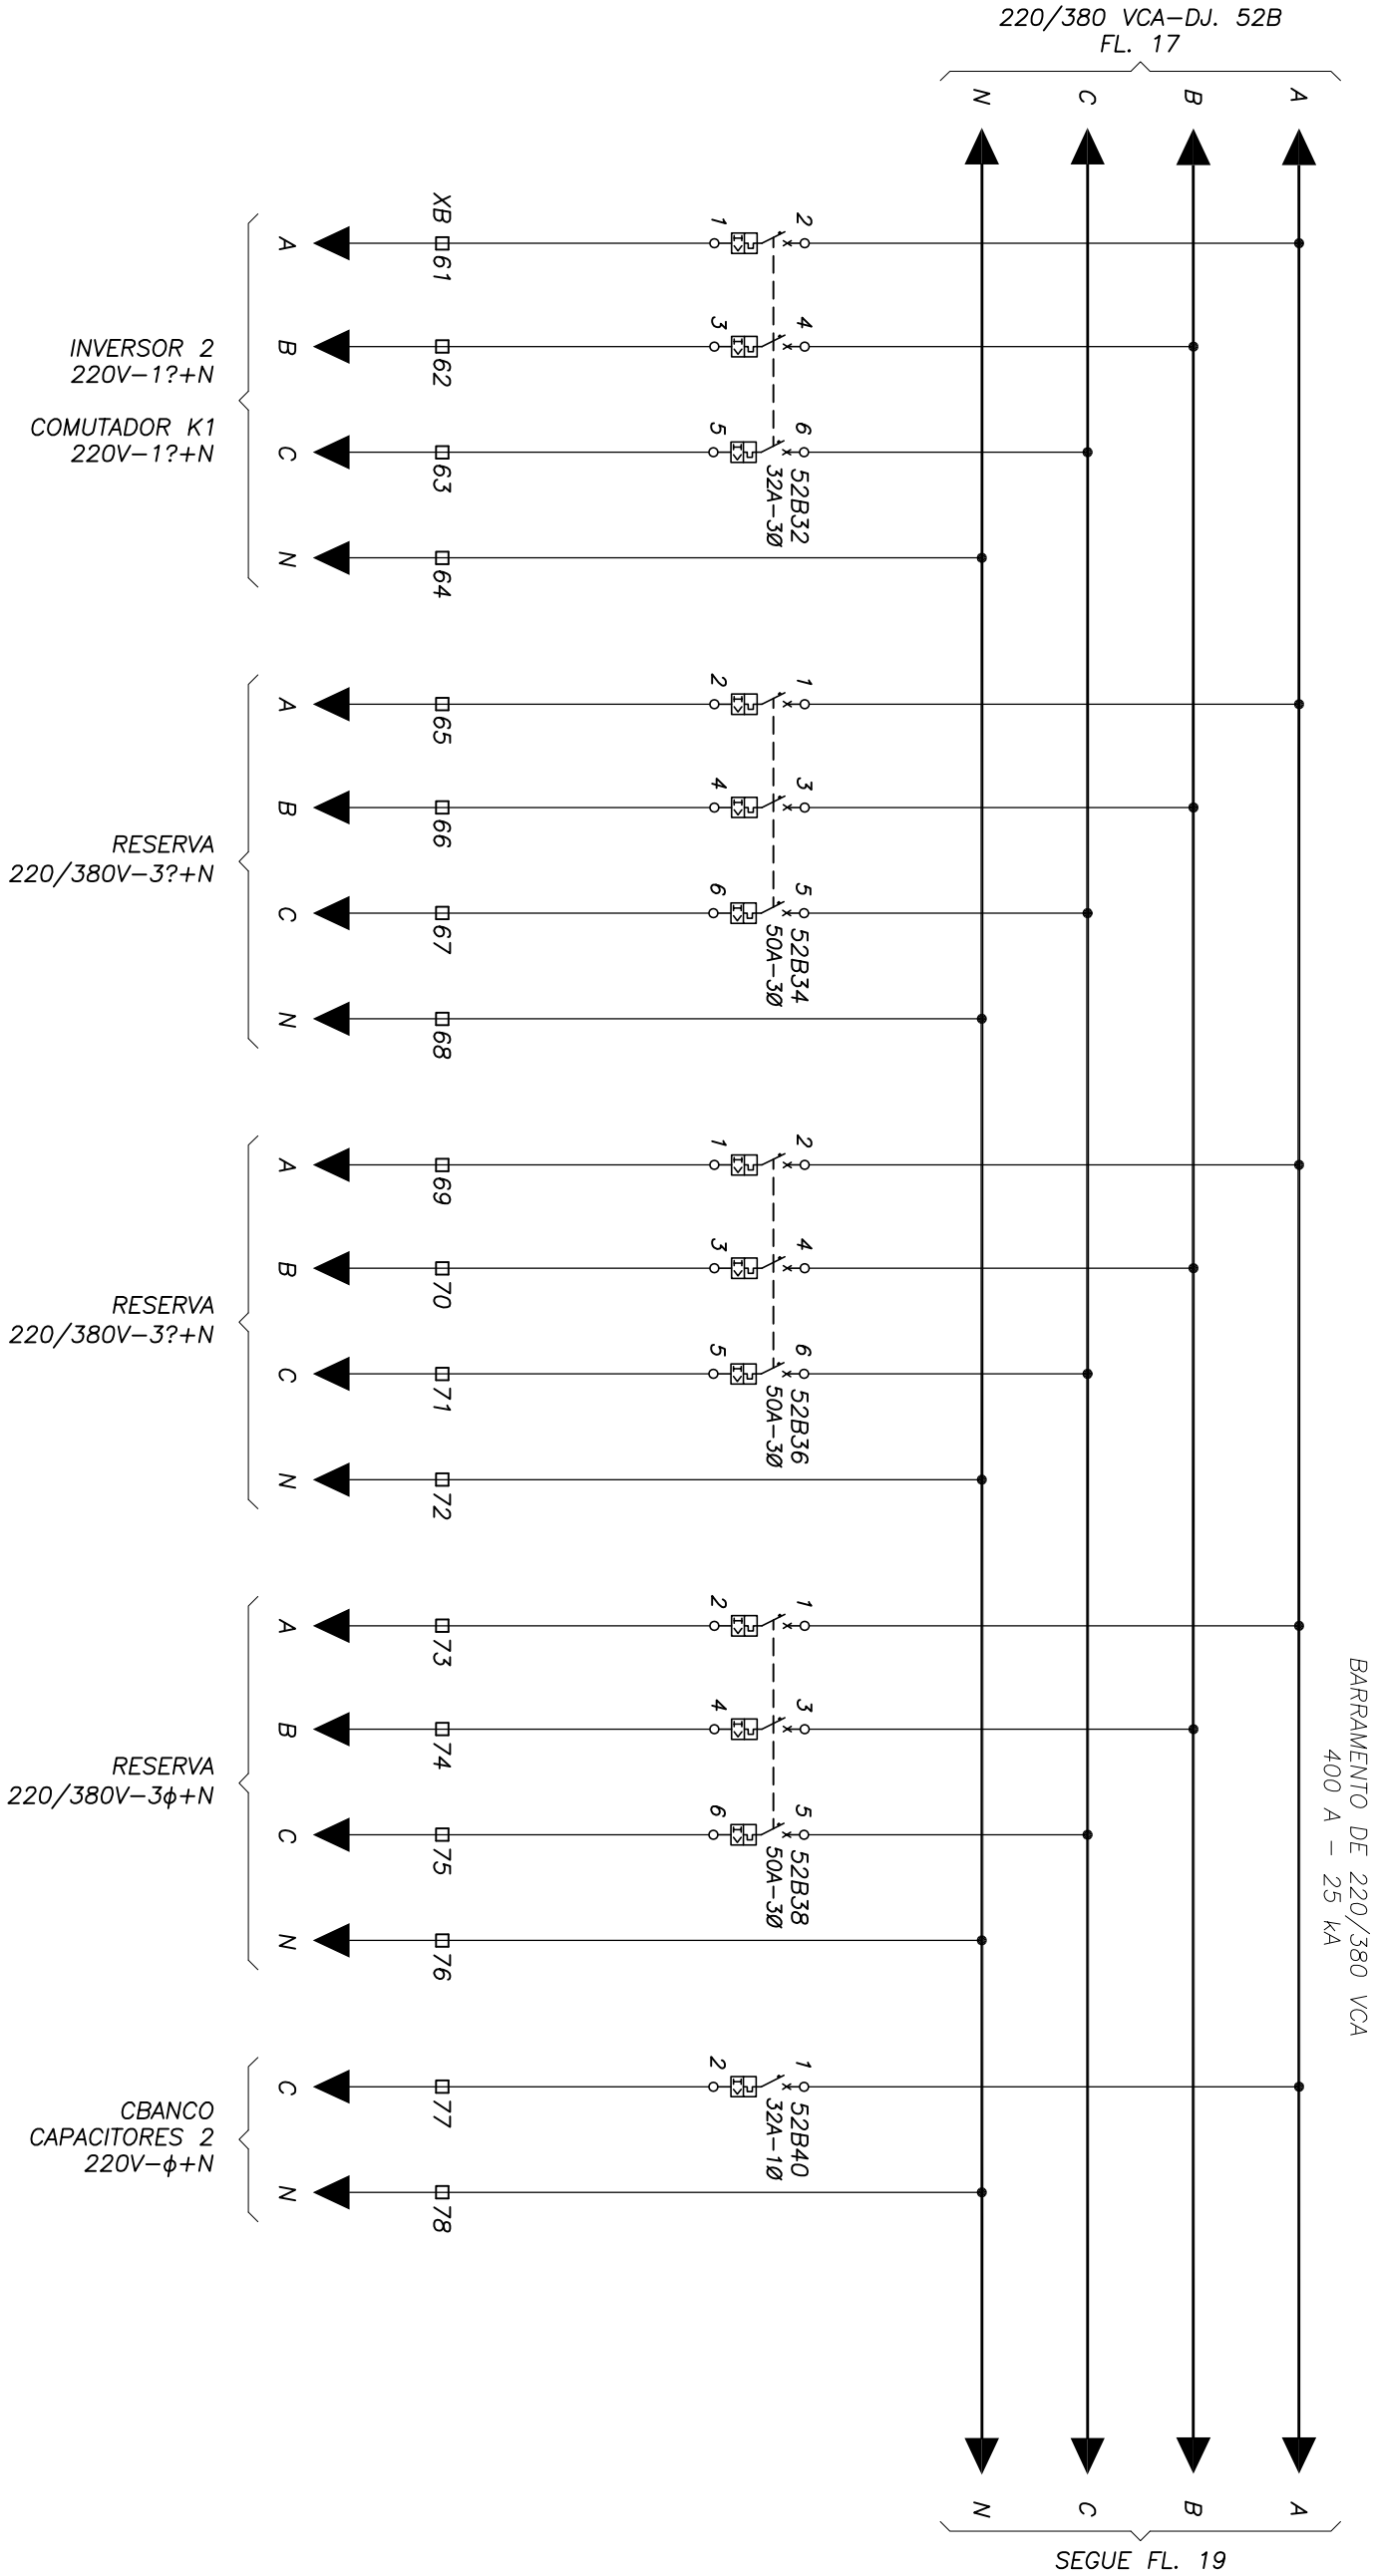 220/380 VCA-DJ. 52B
FL. 17
N
C
B
A
XB
61
A
1
2
B
62
3
4
INVERSOR 2
220V-1?+N
COMUTADOR K1
220V-1?+N
C
63
5
6
52B32
32A-3Ø
N
64
A
65
2
1
B
66
4
3
RESERVA
220/380V-3?+N
C
67
6
5
52B34
50A-3Ø
N
68
A
69
1
2
B
70
3
4
RESERVA
220/380V-3?+N
C
71
5
6
52B36
50A-3Ø
N
72
A
73
2
1
B
74
4
3
RESERVA
220/380V-3ϕ+N
C
75
6
5
52B38
50A-3Ø
N
76
BARRAMENTO DE 220/380 VCA
400 A - 25 kA
C
77
2
1
52B40
32A-1Ø
CBANCO
CAPACITORES 2
220V-ϕ+N
N
78
N
C
B
A
SEGUE FL. 19